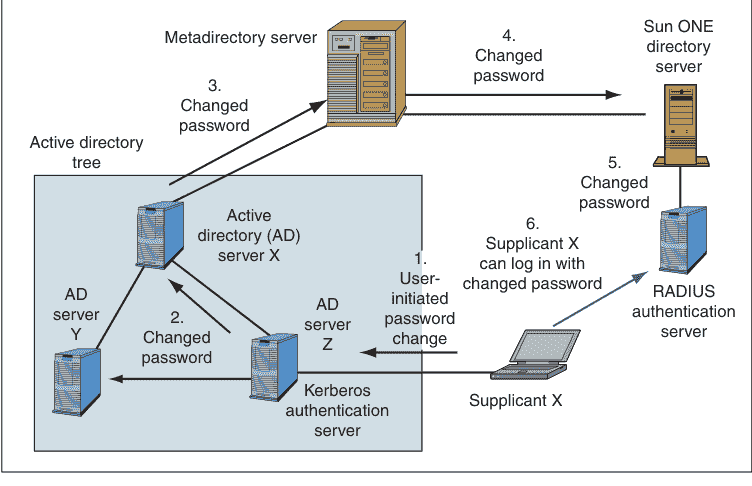 Metadirectory server
4.
Changed
password
Sun ONE
directory
server
3.
Changed
password
Active directory
tree
5.
Changed
password
Active
directory (AD)
server X
6.
Supplicant X
can log in with
changed password
1.
User-
initiated
password
change
RADIUS
authentication
server
AD
server
Y
2.
Changed
password
AD
server
Z
Kerberos
authentication
server
Supplicant X